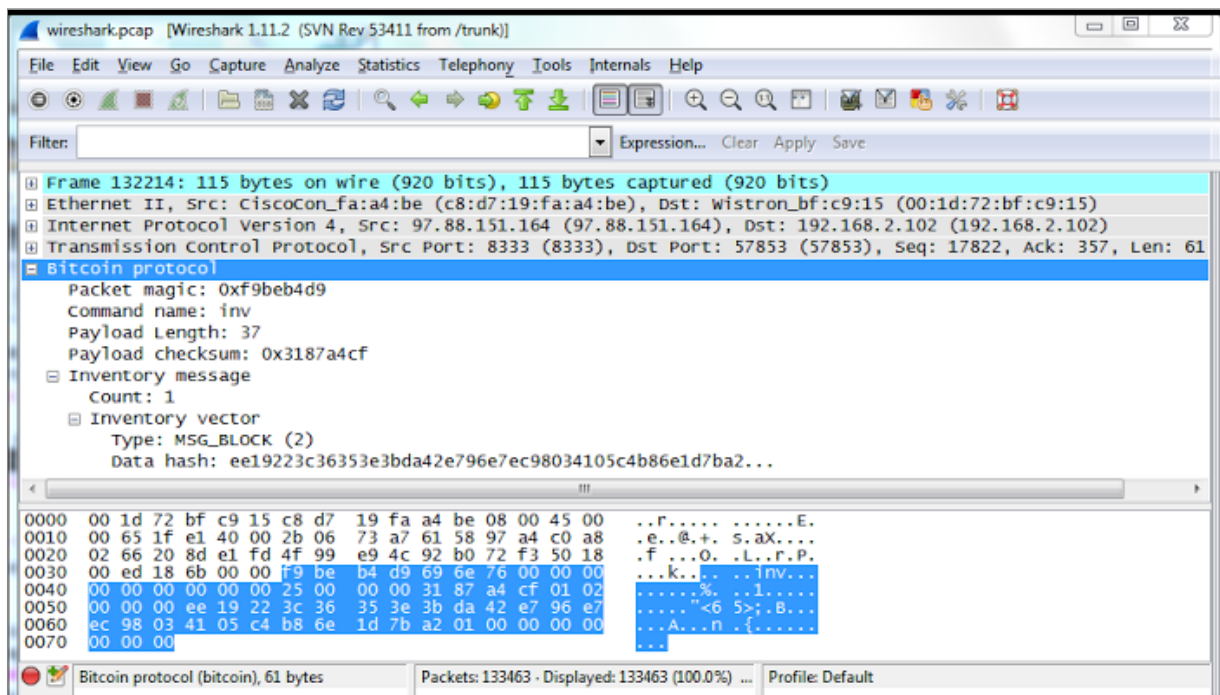 wireshark.pcap [Wireshark 1.11.2 (SVN Rev 53411 from /trunk)]
File Edit View Go Capture Analyze Statistics Telephony Tools Internals Help
Filter: Expression... Clear Apply Save
Frame 132214: 115 bytes on wire (920 bits), 115 bytes captured (920 bits)
Ethernet II, Src: CiscoCon_fa:a4:be (c8:d7:19:fa:a4:be), Dst: Wistron_bf:c9:15 (00:1d:72:bf:c9:15)
Internet Protocol Version 4, Src: 97.88.151.164 (97.88.151.164), Dst: 192.168.2.102 (192.168.2.102)
Transmission Control Protocol, Src Port: 8333 (8333), Dst Port: 57853 (57853), Seq: 17822, Ack: 357, Len: 61
Bitcoin protocol
Packet magic: 0xf9beb4d9
Command name: inv
Payload Length: 37
Payload checksum: 0x3187a4cf
Inventory message
Count: 1
Inventory vector
Type: MSG_BLOCK (2)
Data hash: ee19223c36353e3bda42e796e7ec98034105c4b86e1d7ba2...
0000 00 1d 72 bf c9 15 c8 d7 19 fa a4 be 08 00 45 00 ..r..... ......E.
0010 00 65 1f e1 40 00 2b 06 73 a7 61 58 97 a4 c0 a8 .e..@.+. s.aX....
0020 02 66 20 8d e1 fd 4f 99 e9 4c 92 b0 72 f3 50 18 .f ...O. .L..r.P.
0030 00 ed 18 6b 00 00 f9 be b4 d9 69 6e 76 00 00 00 ...k.... ..inv...
0040 00 00 00 00 00 00 25 00 00 00 31 87 a4 cf 01 02 ......%. ..1.....
0050 00 00 00 ee 19 22 3c 36 35 3e 3b da 42 e7 96 e7 ....."<6 5>;.B...
0060 ec 98 03 41 05 c4 b8 6e 1d 7b a2 01 00 00 00 00 ...A...n .{......
0070 00 00 00 ...
Bitcoin protocol (bitcoin), 61 bytes Packets: 133463 · Displayed: 133463 (100.0%) ... Profile: Default